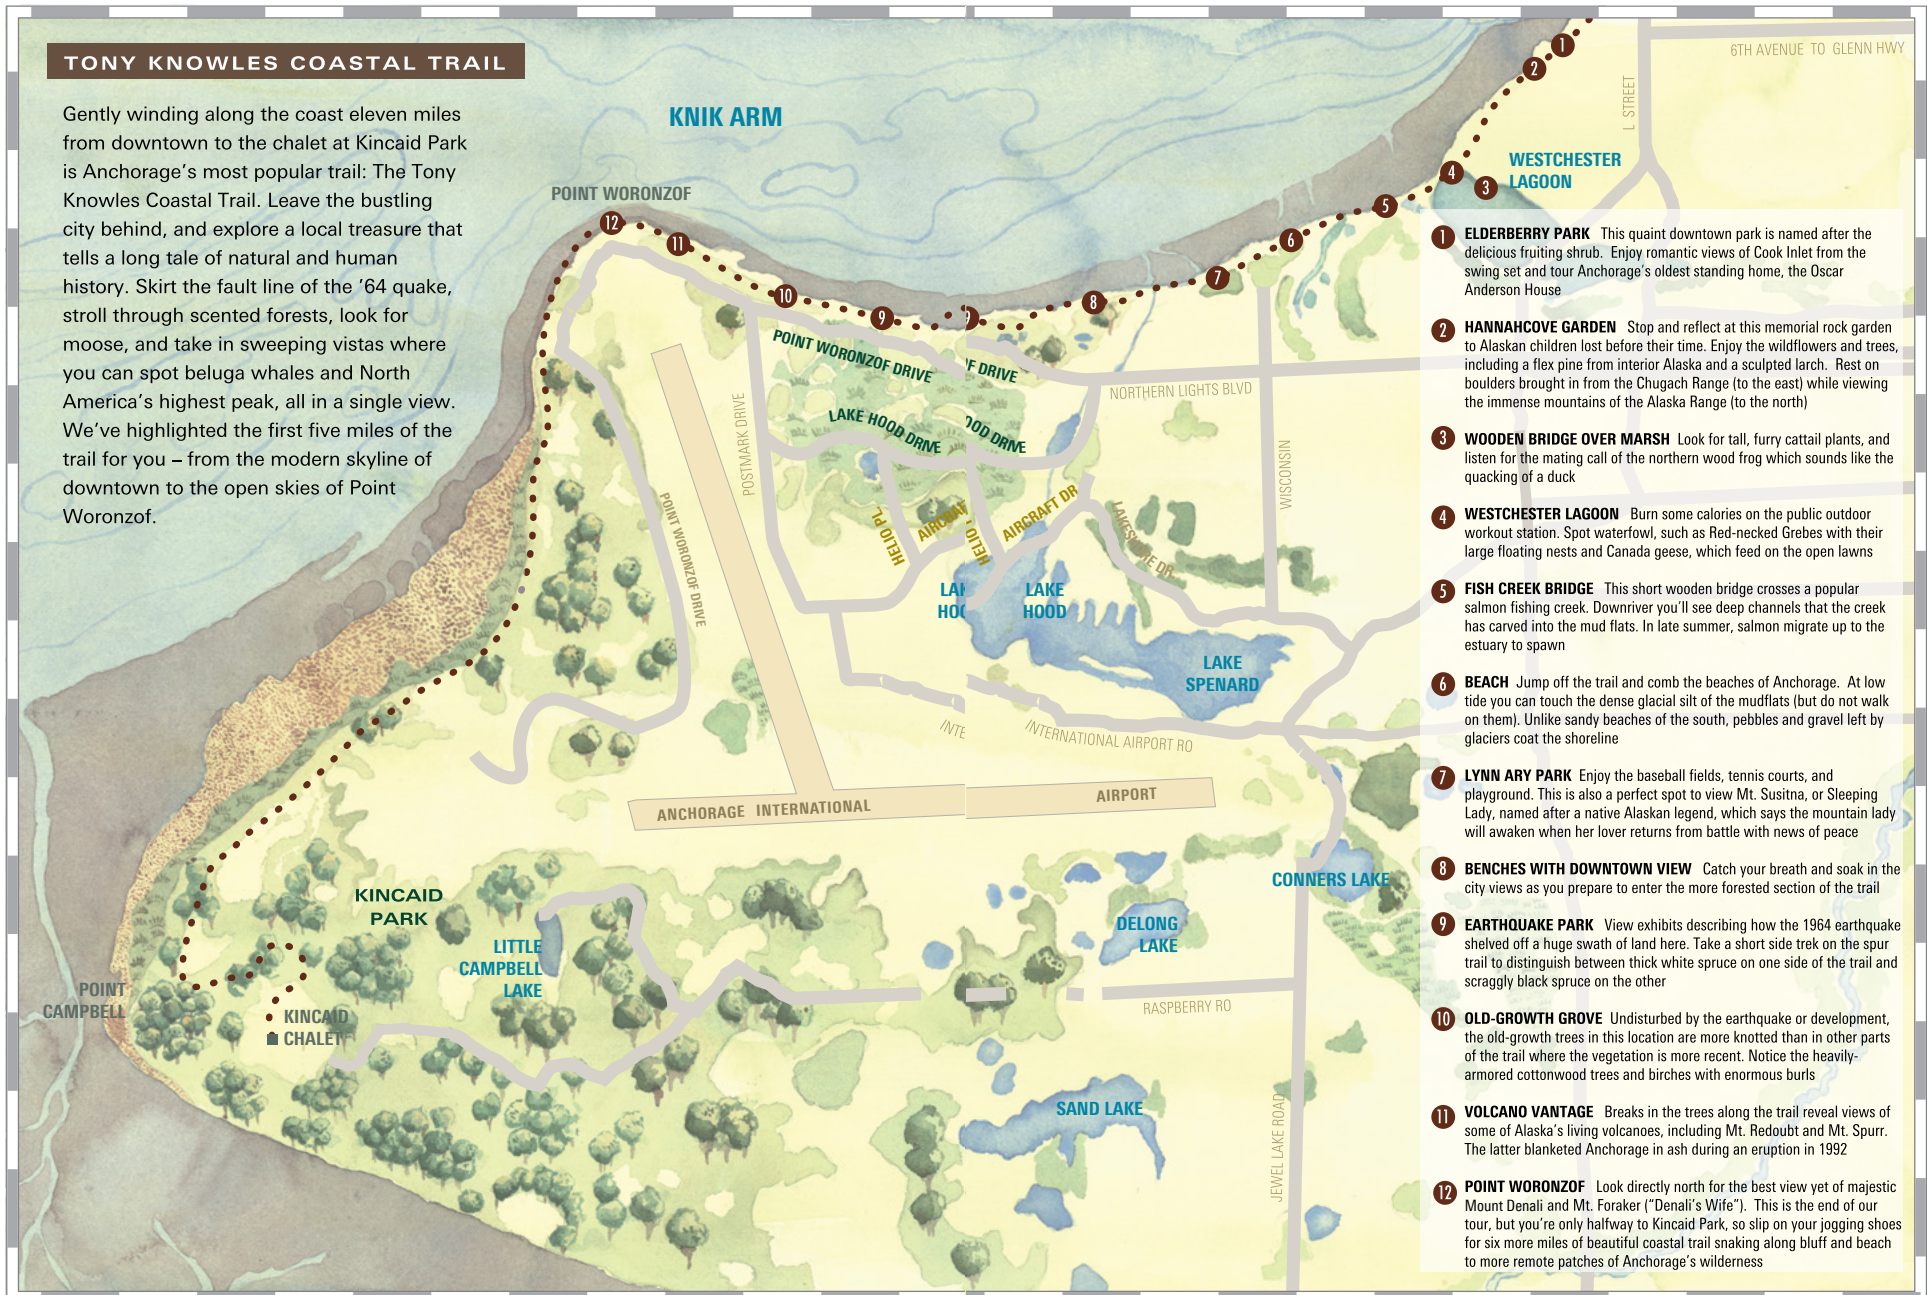 TONY KNOWLES COASTAL TRAIL
Gently winding along the coast eleven miles
from downtown to the chalet at Kincaid Park
is Anchorage's most popular trail: The Tony
Knowles Coastal Trail. Leave the bustling
city behind, and explore a local treasure that
tells a long tale of natural and human
history. Skirt the fault line of the '64 quake,
stroll through scented forests, look for
moose, and take in sweeping vistas where
you can spot beluga whales and North
America's highest peak, all in a single view.
We've highlighted the first five miles of the
trail for you – from the modern skyline of
downtown to the open skies of Point
Woronzof.
KNIK ARM
POINT WORONZOF
12
11
10
9
9
8
7
6
5
4
3
2
1
6TH AVENUE TO GLENN HWY
L STREET
WESTCHESTER
LAGOON
POINT WORONZOF DRIVE
F DRIVE
LAKE HOOD DRIVE
OOD DRIVE
NORTHERN LIGHTS BLVD
POSTMARK DRIVE
POINT WORONZOF DRIVE
WISCONSIN
HELIO PL
AIRCRAF
HELIO
AIRCRAFT DR
LAKESHORE DR
LAK
HOO
LAKE
HOOD
LAKE
SPENARD
INTE
INTERNATIONAL AIRPORT RO
ANCHORAGE INTERNATIONAL
AIRPORT
CONNERS LAKE
KINCAID
PARK
LITTLE
CAMPBELL
LAKE
DELONG
LAKE
POINT
CAMPBELL
KINCAID
CHALET
RASPBERRY RO
SAND LAKE
JEWEL LAKE ROAD
1 ELDERBERRY PARK This quaint downtown park is named after the
delicious fruiting shrub. Enjoy romantic views of Cook Inlet from the
swing set and tour Anchorage's oldest standing home, the Oscar
Anderson House
2 HANNAHCOVE GARDEN Stop and reflect at this memorial rock garden
to Alaskan children lost before their time. Enjoy the wildflowers and trees,
including a flex pine from interior Alaska and a sculpted larch. Rest on
boulders brought in from the Chugach Range (to the east) while viewing
the immense mountains of the Alaska Range (to the north)
3 WOODEN BRIDGE OVER MARSH Look for tall, furry cattail plants, and
listen for the mating call of the northern wood frog which sounds like the
quacking of a duck
4 WESTCHESTER LAGOON Burn some calories on the public outdoor
workout station. Spot waterfowl, such as Red-necked Grebes with their
large floating nests and Canada geese, which feed on the open lawns
5 FISH CREEK BRIDGE This short wooden bridge crosses a popular
salmon fishing creek. Downriver you'll see deep channels that the creek
has carved into the mud flats. In late summer, salmon migrate up to the
estuary to spawn
6 BEACH Jump off the trail and comb the beaches of Anchorage. At low
tide you can touch the dense glacial silt of the mudflats (but do not walk
on them). Unlike sandy beaches of the south, pebbles and gravel left by
glaciers coat the shoreline
7 LYNN ARY PARK Enjoy the baseball fields, tennis courts, and
playground. This is also a perfect spot to view Mt. Susitna, or Sleeping
Lady, named after a native Alaskan legend, which says the mountain lady
will awaken when her lover returns from battle with news of peace
8 BENCHES WITH DOWNTOWN VIEW Catch your breath and soak in the
city views as you prepare to enter the more forested section of the trail
9 EARTHQUAKE PARK View exhibits describing how the 1964 earthquake
shelved off a huge swath of land here. Take a short side trek on the spur
trail to distinguish between thick white spruce on one side of the trail and
scraggly black spruce on the other
10 OLD-GROWTH GROVE Undisturbed by the earthquake or development,
the old-growth trees in this location are more knotted than in other parts
of the trail where the vegetation is more recent. Notice the heavily-
armored cottonwood trees and birches with enormous burls
11 VOLCANO VANTAGE Breaks in the trees along the trail reveal views of
some of Alaska's living volcanoes, including Mt. Redoubt and Mt. Spurr.
The latter blanketed Anchorage in ash during an eruption in 1992
12 POINT WORONZOF Look directly north for the best view yet of majestic
Mount Denali and Mt. Foraker ("Denali's Wife"). This is the end of our
tour, but you're only halfway to Kincaid Park, so slip on your jogging shoes
for six more miles of beautiful coastal trail snaking along bluff and beach
to more remote patches of Anchorage's wilderness